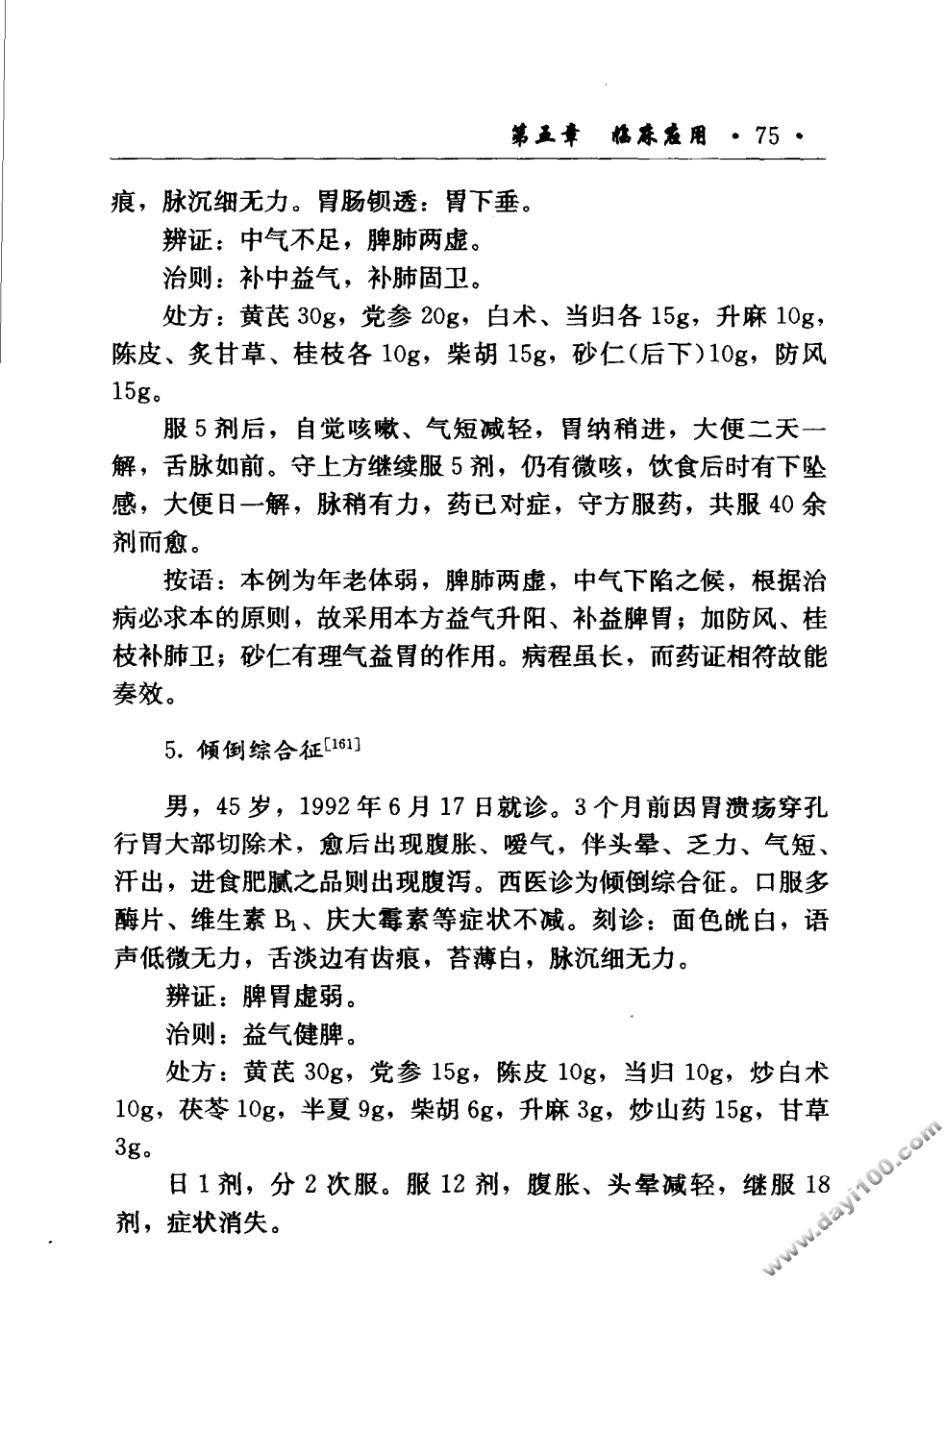 第五章 临床应用 · 75 ·
痕，脉沉细无力。胃肠钡透：胃下垂。
辨证：中气不足，脾肺两虚。
治则：补中益气，补肺固卫。
处方：黄芪 30g，党参 20g，白术、当归各 15g，升麻 10g，
陈皮、炙甘草、桂枝各 10g，柴胡 15g，砂仁(后下)10g，防风
15g。
服 5 剂后，自觉咳嗽、气短减轻，胃纳稍进，大便二天一
解，舌脉如前。守上方继续服 5 剂，仍有微咳，饮食后时有下坠
感，大便日一解，脉稍有力，药已对症，守方服药，共服 40 余
剂而愈。
按语：本例为年老体弱，脾肺两虚，中气下陷之候，根据治
病必求本的原则，故采用本方益气升阳、补益脾胃；加防风、桂
枝补肺卫；砂仁有理气益胃的作用。病程虽长，而药证相符故能
奏效。
5. 倾倒综合征[161]
男，45 岁，1992 年 6 月 17 日就诊。3 个月前因胃溃疡穿孔
行胃大部切除术，愈后出现腹胀、嗳气，伴头晕、乏力、气短、
汗出，进食肥腻之品则出现腹泻。西医诊为倾倒综合征。口服多
酶片、维生素 B₁、庆大霉素等症状不减。刻诊：面色㿠白，语
声低微无力，舌淡边有齿痕，苔薄白，脉沉细无力。
辨证：脾胃虚弱。
治则：益气健脾。
处方：黄芪 30g，党参 15g，陈皮 10g，当归 10g，炒白术
10g，茯苓 10g，半夏 9g，柴胡 6g，升麻 3g，炒山药 15g，甘草
3g。
日 1 剂，分 2 次服。服 12 剂，腹胀、头晕减轻，继服 18
剂，症状消失。
www.dayi100.com